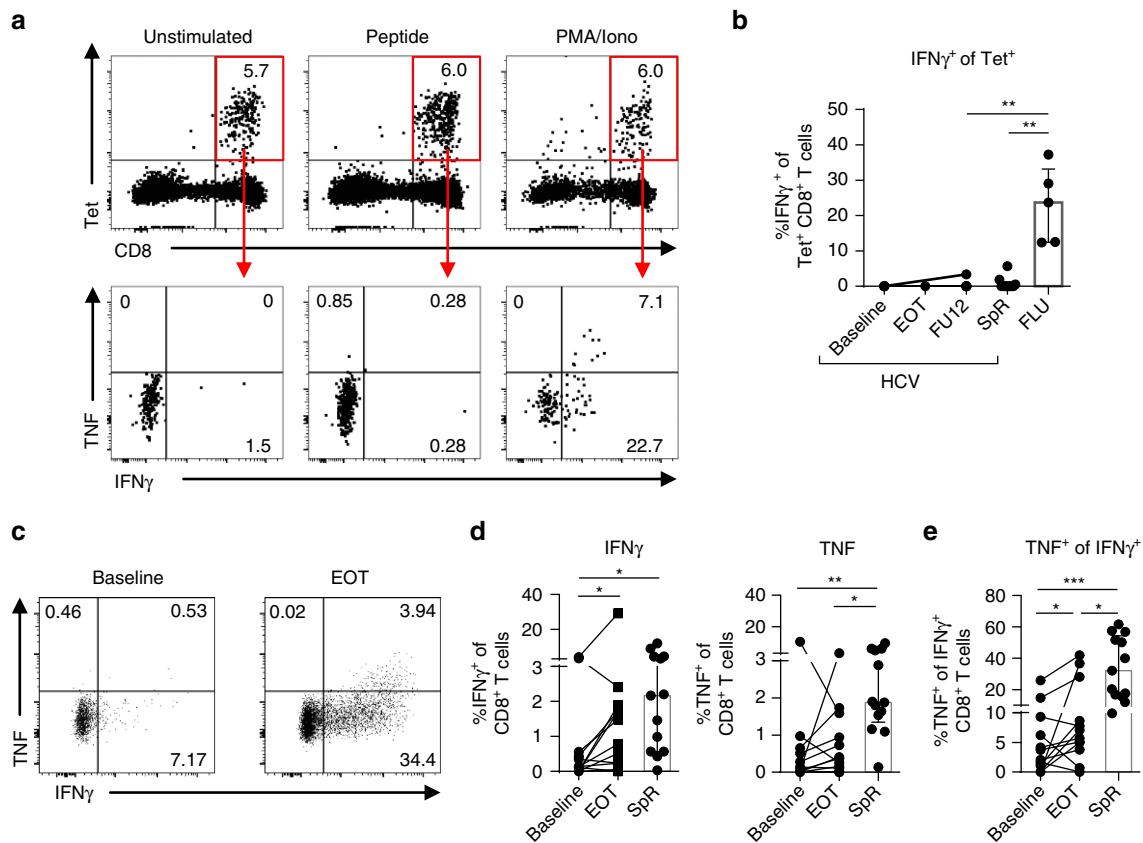 a
Unstimulated Peptide PMA/Iono
5.7 6.0 6.0
Tet
CD8
0 0 0.85 0.28 0 7.1
TNF
1.5 0.28 22.7
IFNγ
b
IFNγ+ of Tet+
**
**
%IFNγ + of
Tet+ CD8+ T cells
50
40
30
20
10
0
Baseline EOT FU12 SpR FLU
HCV
c
Baseline EOT
0.46 0.53 0.02 3.94
TNF
7.17 34.4
IFNγ
d
IFNγ
*
*
%IFNγ+ of
CD8+ T cells
40
20
3
2
1
0
Baseline EOT SpR
TNF
**
*
%TNF+ of
CD8+ T cells
40
20
3
2
1
0
Baseline EOT SpR
e
TNF+ of IFNγ+
***
* *
%TNF+ of IFNγ+
CD8+ T cells
80
60
40
20
10
5
0
Baseline EOT SpR